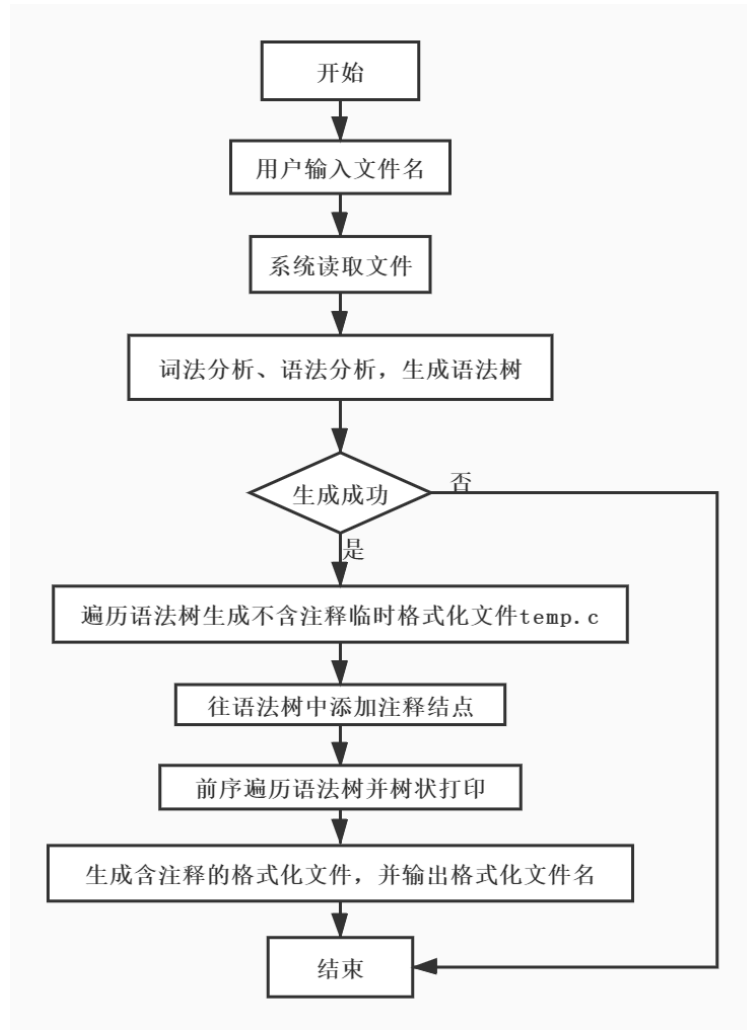 开始
用户输入文件名
系统读取文件
词法分析、语法分析，生成语法树
生成成功
否
是
遍历语法树生成不含注释临时格式化文件temp.c
往语法树中添加注释结点
前序遍历语法树并树状打印
生成含注释的格式化文件，并输出格式化文件名
结束